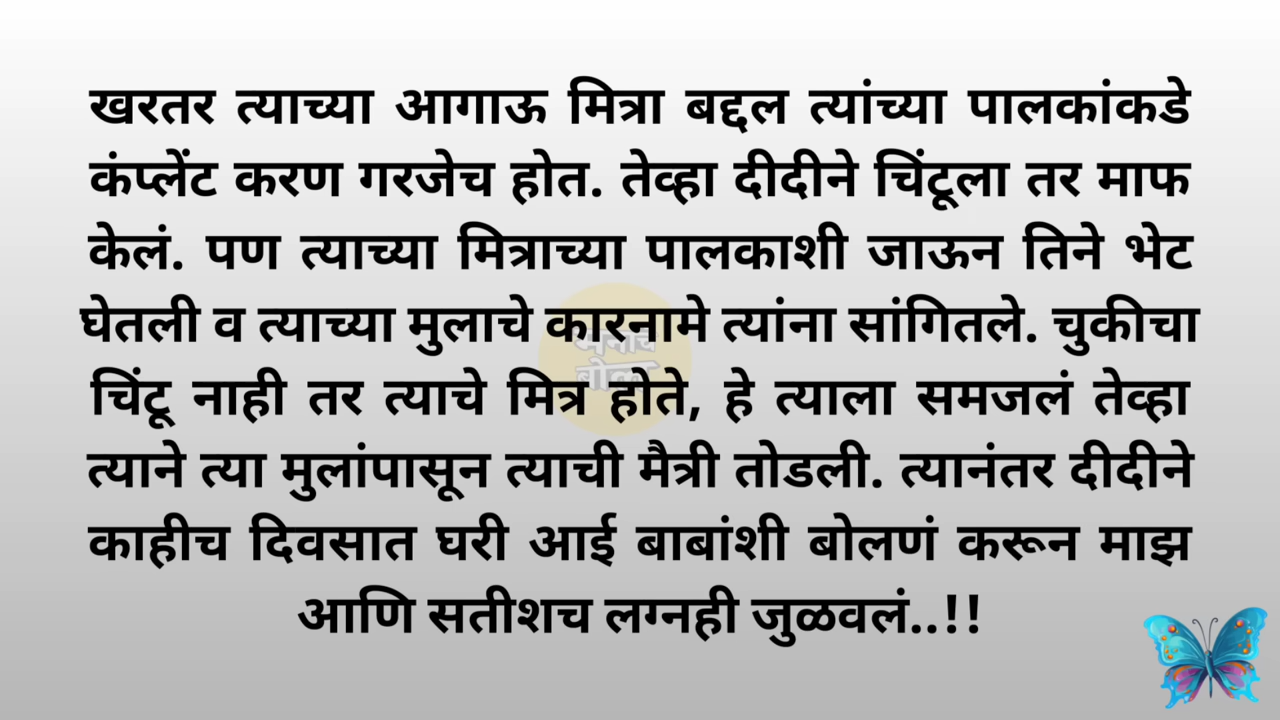 खरतर त्याच्या आगाऊ मित्रा बद्दल त्यांच्या पालकांकडे
कंप्लेंट करण गरजेच होत. तेव्हा दीदीने चिंटूला तर माफ
केलं. पण त्याच्या मित्राच्या पालकाशी जाऊन तिने भेट
घेतली व त्याच्या मुलाचे कारनामे त्यांना सांगितले. चुकीचा
चिंटू नाही तर त्याचे मित्र होते, हे त्याला समजलं तेव्हा
त्याने त्या मुलांपासून त्याची मैत्री तोडली. त्यानंतर दीदीने
काहीच दिवसात घरी आई बाबांशी बोलणं करून माझ
आणि सतीशच लग्नही जुळवलं..!!